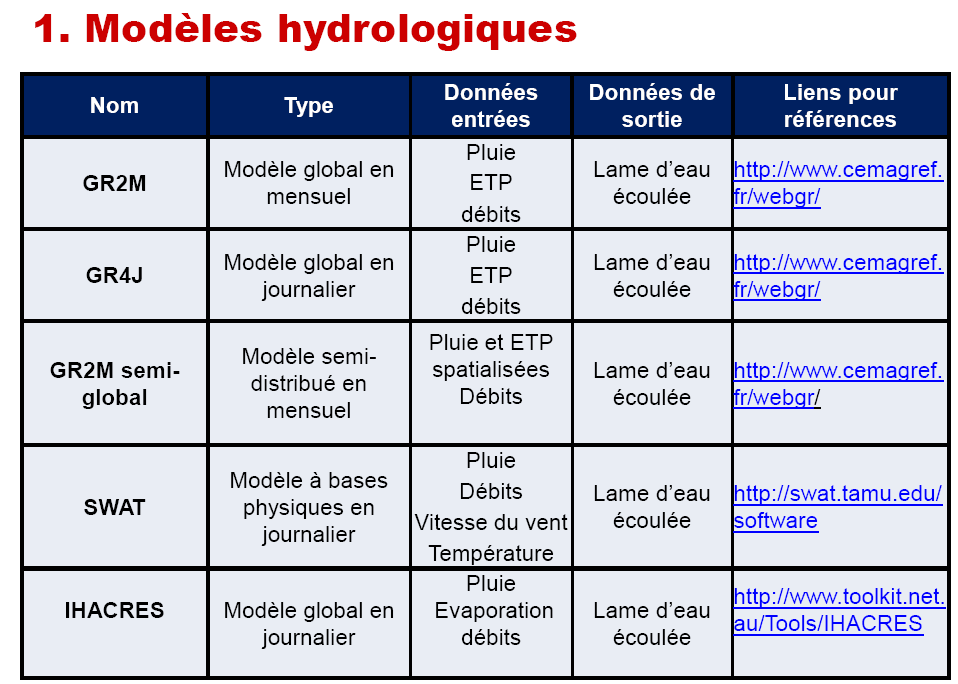 1. Modèles hydrologiques
Nom
Type
Données
entrées
Données de
sortie
Liens pour
références
GR2M
Modèle global en
mensuel
Pluie
ETP
débits
Lame d’eau
écoulée
http://www.cemagref.
fr/webgr/
GR4J
Modèle global en
journalier
Pluie
ETP
débits
Lame d’eau
écoulée
http://www.cemagref.
fr/webgr/
GR2M semi-
global
Modèle semi-
distribué en
mensuel
Pluie et ETP
spatialisées
Débits
Lame d’eau
écoulée
http://www.cemagref.
fr/webgr/
SWAT
Modèle à bases
physiques en
journalier
Pluie
Débits
Vitesse du vent
Température
Lame d’eau
écoulée
http://swat.tamu.edu/
software
IHACRES
Modèle global en
journalier
Pluie
Evaporation
débits
Lame d’eau
écoulée
http://www.toolkit.net.
au/Tools/IHACRES